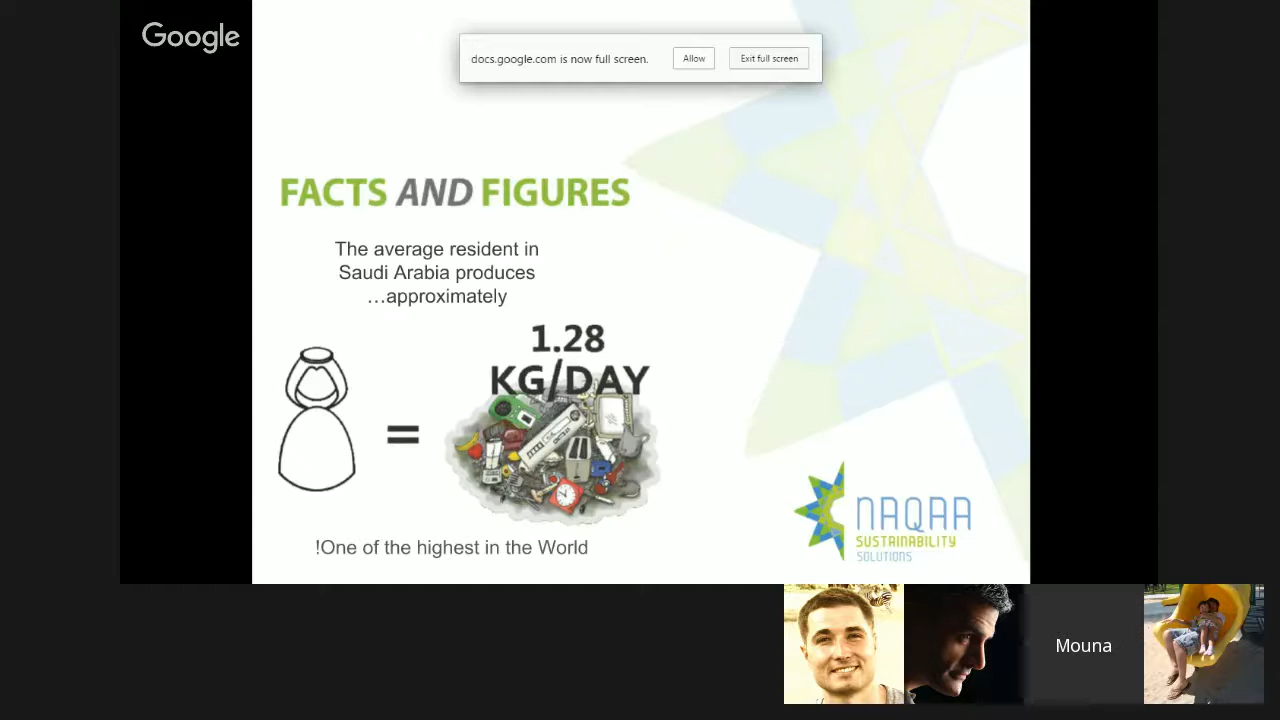 Google
docs.google.com is now full screen. Allow Exit full screen
FACTS AND FIGURES
The average resident in
Saudi Arabia produces
…approximately
1.28
KG/DAY
=
!One of the highest in the World
NAQAA
SUSTAINABILITY
SOLUTIONS
Mouna